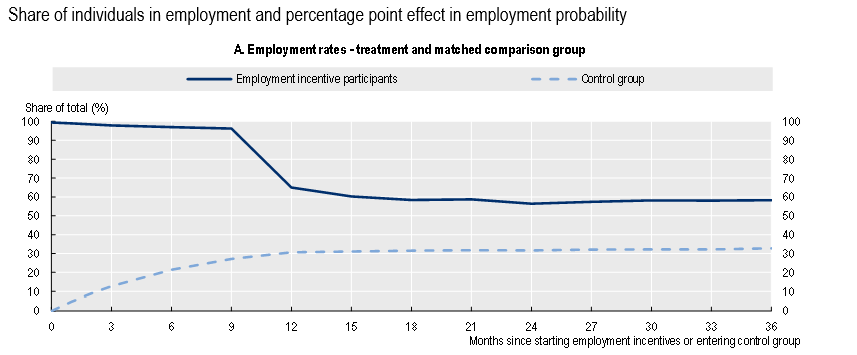 Share of individuals in employment and percentage point effect in employment probability
A. Employment rates - treatment and matched comparison group
Employment incentive participants Control group
Share of total (%)
100 100
90 90
80 80
70 70
60 60
50 50
40 40
30 30
20 20
10 10
0 0
0 3 6 9 12 15 18 21 24 27 30 33 36
Months since starting employment incentives or entering control group